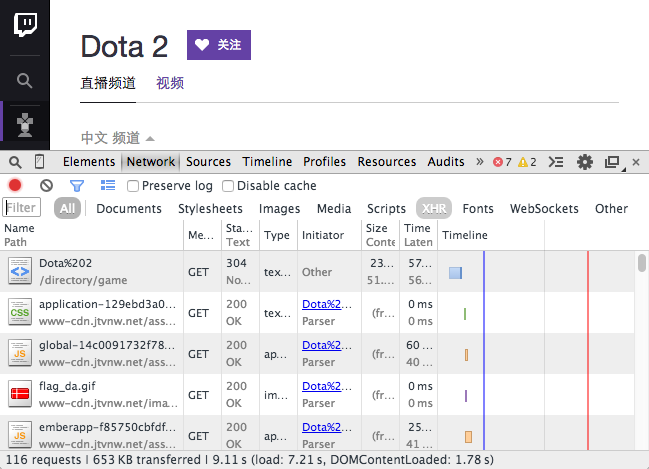 Dota 2 关注
直播频道 视频
中文 频道
Elements Network Sources Timeline Profiles Resources Audits » 7 2
Preserve log Disable cache
Filter All Documents Stylesheets Images Media Scripts XHR Fonts WebSockets Other
Name Me... Sta... Type Initiator Size Time Timeline
Path Text Conte Laten
Dota%202 GET 304 tex... Other 23... 57...
/directory/game No... 51.... 56...
application-129ebd3a0... GET 200 tex... Dota%2... (fr... 0 ms
www-cdn.jtvnw.net/ass... OK Parser 0 ms
global-14c0091732f78... GET 200 ap... Dota%2... (fr... 60 ...
www-cdn.jtvnw.net/ass... OK Parser 40 ...
flag_da.gif GET 200 im... Dota%2... (fr... 0 ms
www-cdn.jtvnw.net/ima... OK Parser 0 ms
emberapp-f85750cbfdf... GET 200 ap... Dota%2... (fr... 25...
www-cdn.jtvnw.net/ass... OK Parser 41 ...
116 requests | 653 KB transferred | 9.11 s (load: 7.21 s, DOMContentLoaded: 1.78 s)